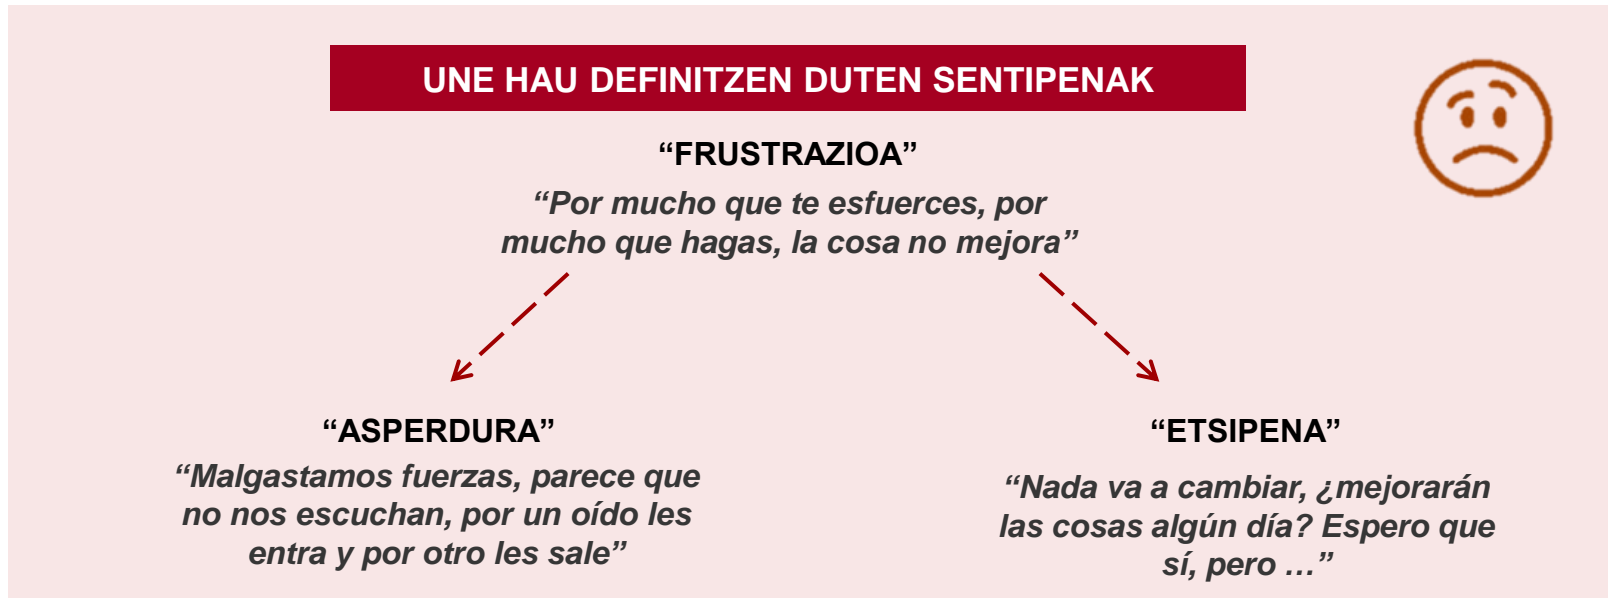 UNE HAU DEFINITZEN DUTEN SENTIPENAK
“FRUSTRAZIOA”
“Por mucho que te esfuerces, por
mucho que hagas, la cosa no mejora”
“ASPERDURA”
“Malgastamos fuerzas, parece que
no nos escuchan, por un oído les
entra y por otro les sale”
“ETSIPENA”
“Nada va a cambiar, ¿mejorarán
las cosas algún día? Espero que
sí, pero …”